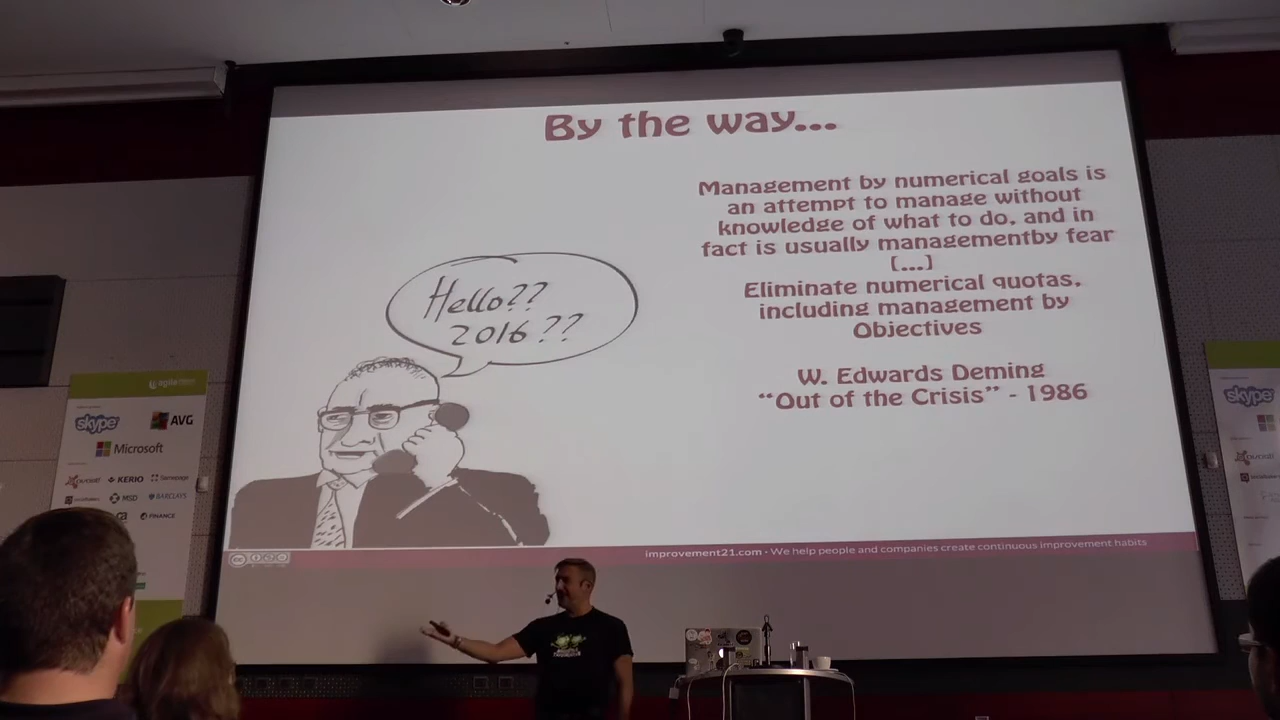 By the way...
Management by numerical goals is
an attempt to manage without
knowledge of what to do, and in
fact is usually managementby fear
[...]
Eliminate numerical quotas,
including management by
Objectives
W. Edwards Deming
“Out of the Crisis” - 1986
Hello??
2016??
improvement21.com - We help people and companies create continuous improvement habits
agile
skype
AVG
Microsoft
KERIO
MSD
BARCLAYS
FINANCE
skype